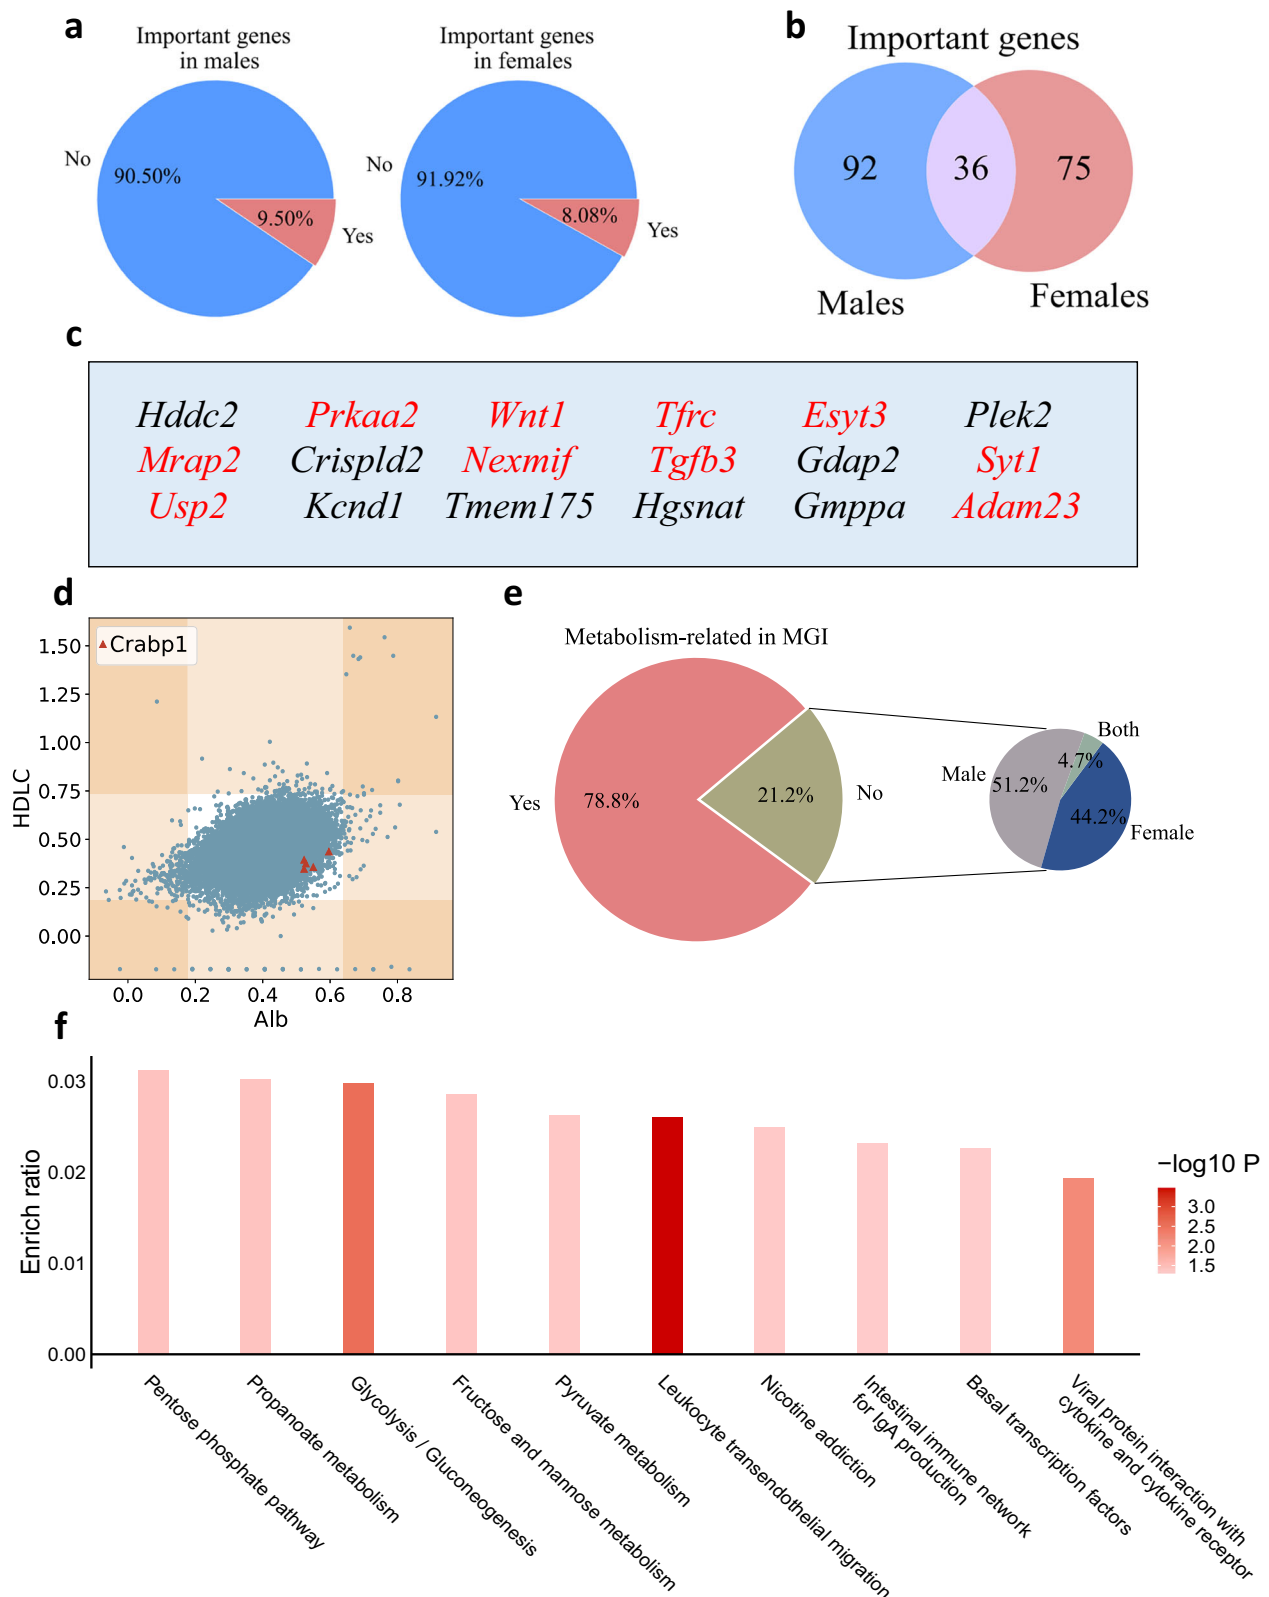 a
Important genes
in males
No
90.50%
9.50%
Yes
Important genes
in females
No
91.92%
8.08%
Yes
b
Important genes
92
36
75
Males
Females
c
Hddc2 Prkaa2 Wnt1 Tfrc Esyt3 Plek2
Mrap2 Crispld2 Nexmif Tgfb3 Gdap2 Syt1
Usp2 Kcnd1 Tmem175 Hgsnat Gmppa Adam23
d
Crabp1
HDLC
1.50
1.25
1.00
0.75
0.50
0.25
0.00
0.0 0.2 0.4 0.6 0.8
Alb
e
Metabolism-related in MGI
Yes
78.8%
21.2%
No
Both
4.7%
Male
51.2%
44.2%
Female
f
Enrich ratio
0.03
0.02
0.01
0.00
Pentose phosphate pathway
Propanoate metabolism
Glycolysis / Gluconeogenesis
Fructose and mannose metabolism
Pyruvate metabolism
Leukocyte transendothelial migration
Nicotine addiction
Intestinal immune network
for IgA production
Basal transcription factors
Viral protein interaction with
cytokine and cytokine receptor
−log10 P
3.0
2.5
2.0
1.5